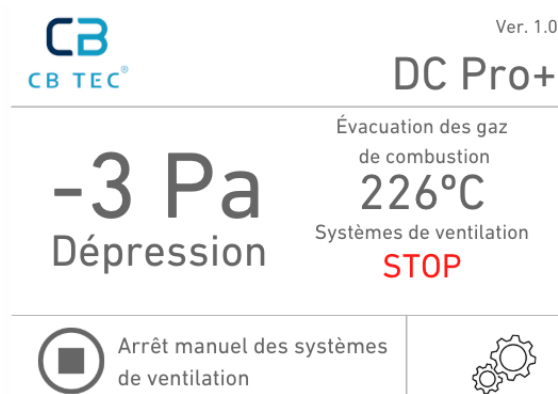 CB
CB TEC®
Ver. 1.0
DC Pro+
-3 Pa
Dépression
Évacuation des gaz
de combustion
226°C
Systèmes de ventilation
STOP
Arrêt manuel des systèmes
de ventilation